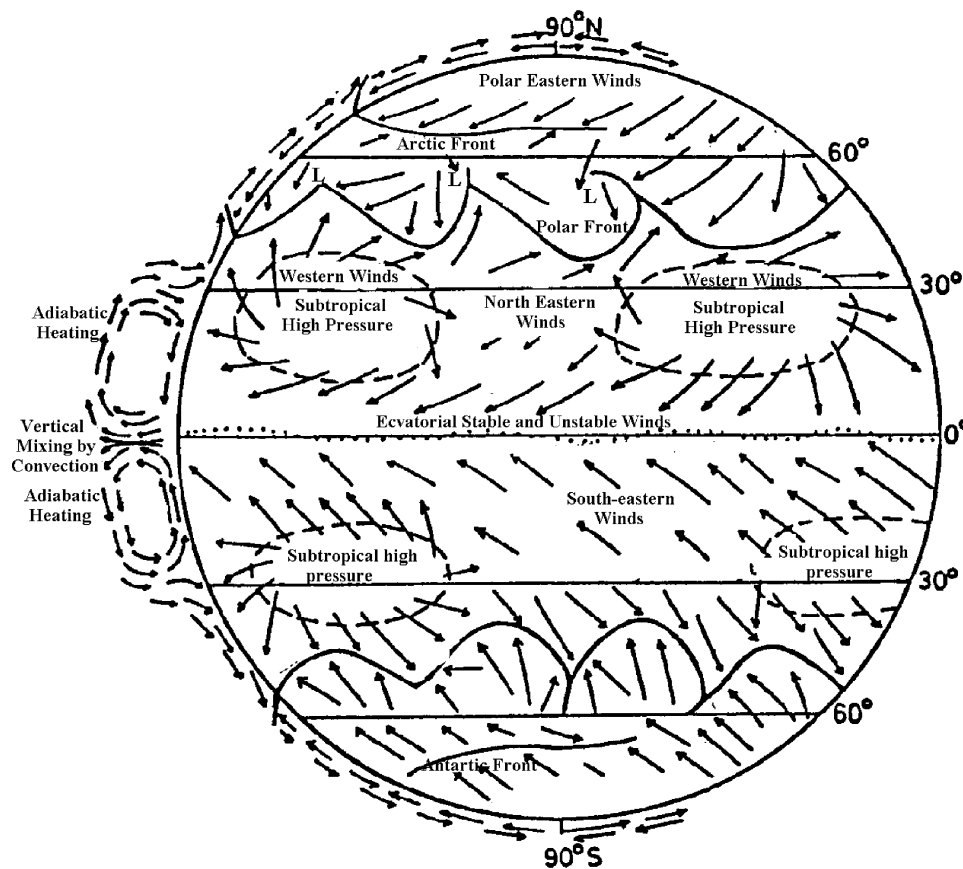 90°N
Polar Eastern Winds
Arctic Front
60°
L
L
L
Polar Front
Western Winds
Western Winds
30°
Subtropical
High Pressure
North Eastern
Winds
Subtropical
High Pressure
Adiabatic
Heating
Ecvatorial Stable and Unstable Winds
0°
Vertical
Mixing by
Convection
Adiabatic
Heating
South-eastern
Winds
Subtropical high
pressure
Subtropical high
pressure
30°
60°
Antartic Front
90°S